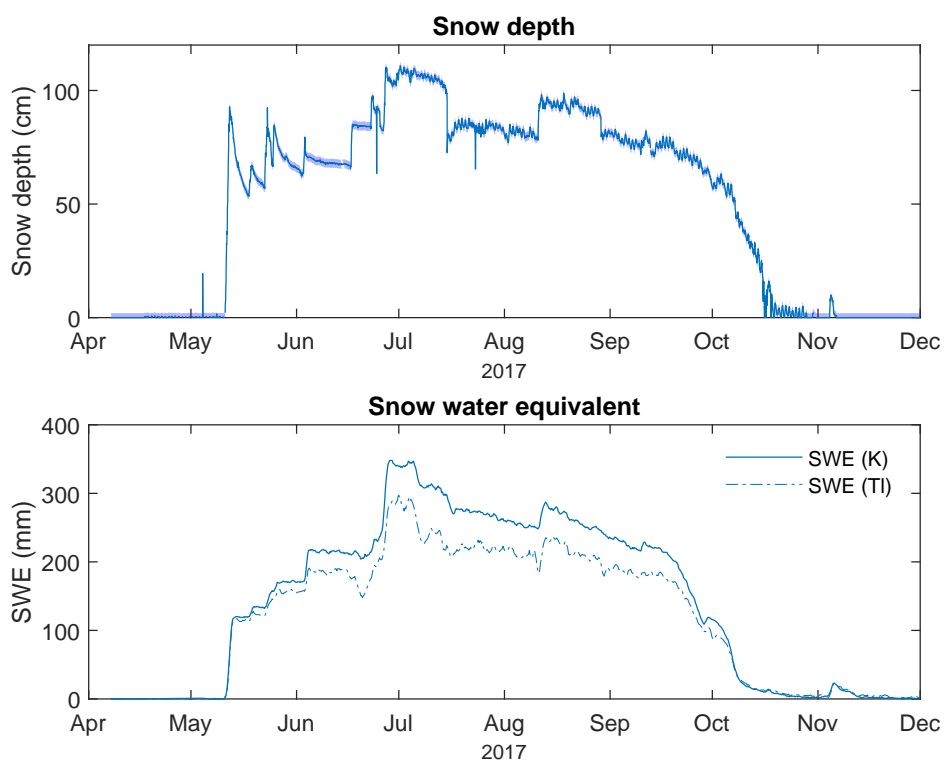 Snow depth
Snow depth (cm)
100
50
0
Apr May Jun Jul Aug Sep Oct Nov Dec
2017
Snow water equivalent
SWE (mm)
400
300
200
100
0
SWE (K)
SWE (Tl)
Apr May Jun Jul Aug Sep Oct Nov Dec
2017